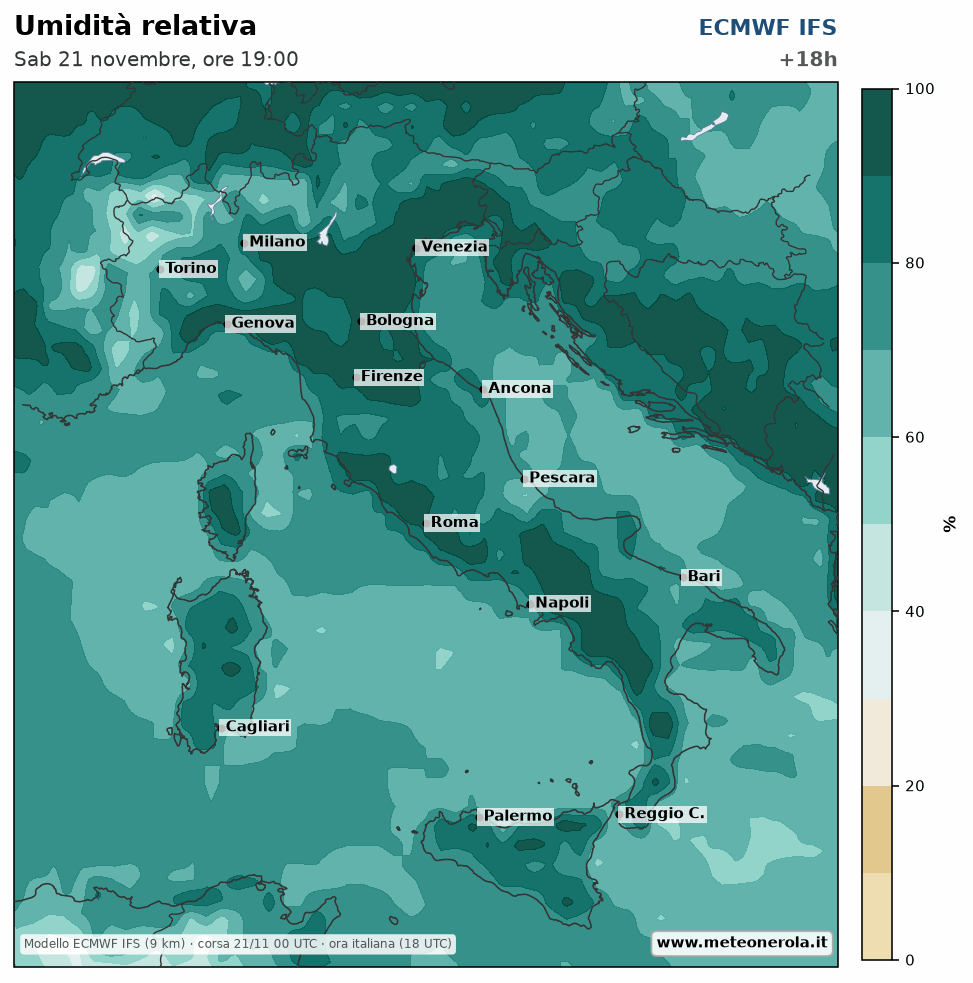 Umidità relativa
ECMWF IFS
Sab 21 novembre, ore 19:00
+18h
100
80
60
40
20
0
%
Milano
Venezia
Torino
Genova
Bologna
Firenze
Ancona
Pescara
Roma
Bari
Napoli
Cagliari
Palermo
Reggio C.
Modello ECMWF IFS (9 km) · corsa 21/11 00 UTC · ora italiana (18 UTC)
www.meteonerola.it